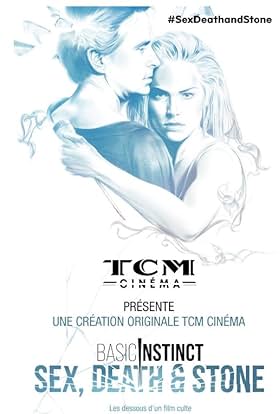 #SexDeathandStone
TCM
CINÉMA
PRÉSENTE
UNE CRÉATION ORIGINALE TCM CINÉMA
BASIC INSTINCT
SEX, DEATH & STONE
Les dessous d'un film culte